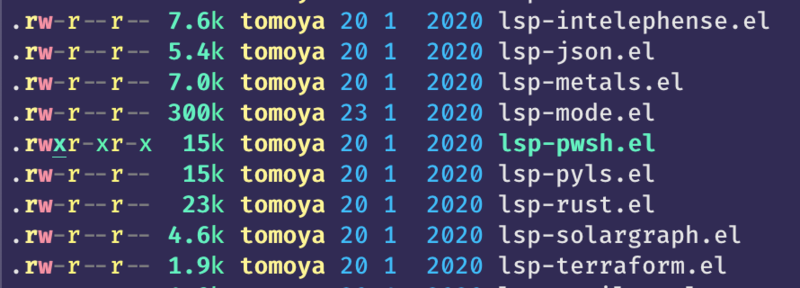 .rw-r--r-- 7.6k tomoya 20 1 2020 lsp-intelephense.el
.rw-r--r-- 5.4k tomoya 20 1 2020 lsp-json.el
.rw-r--r-- 7.0k tomoya 20 1 2020 lsp-metals.el
.rw-r--r-- 300k tomoya 23 1 2020 lsp-mode.el
.rwxr-xr-x 15k tomoya 20 1 2020 lsp-pwsh.el
.rw-r--r-- 15k tomoya 20 1 2020 lsp-pyls.el
.rw-r--r-- 23k tomoya 20 1 2020 lsp-rust.el
.rw-r--r-- 4.6k tomoya 20 1 2020 lsp-solargraph.el
.rw-r--r-- 1.9k tomoya 20 1 2020 lsp-terraform.el